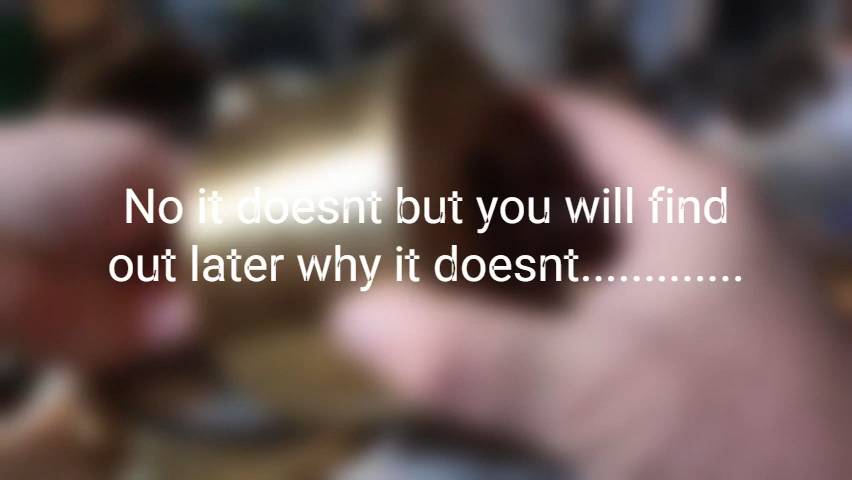 No it doesnt but you will find
out later why it doesnt.............